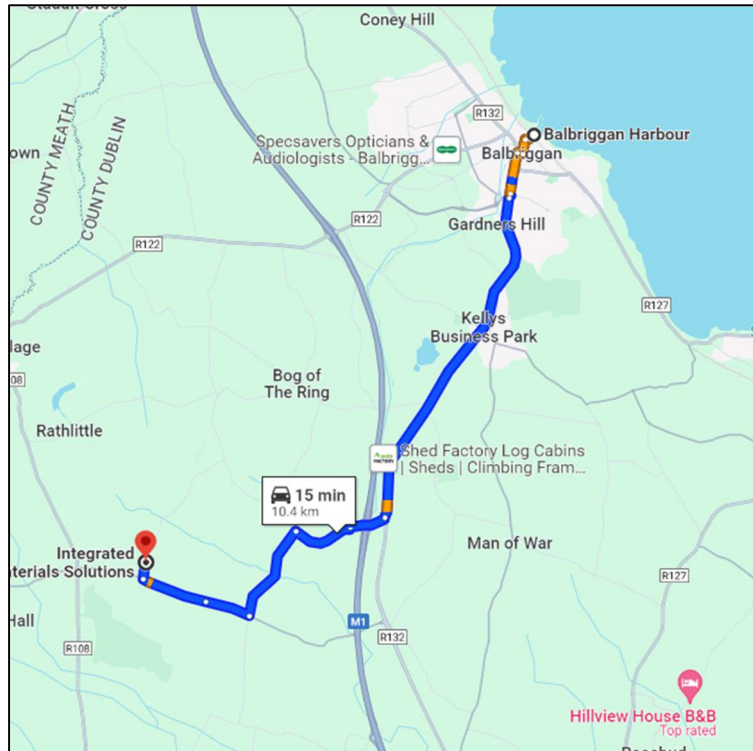 Coney Hill
R132
Balbriggan Harbour
Specsavers Opticians &
Audiologists - Balbrigg...
Balbriggan
COUNTY MEATH
COUNTY DUBLIN
own
R122
Gardners Hill
R122
R127
Kellys
Business Park
lage
108
Bog of
The Ring
Rathlittle
Shed Factory Log Cabins
| Sheds | Climbing Fram...
15 min
10.4 km
Man of War
Integrated
aterials Solutions
R127
Hall
M1
R132
R108
Hillview House B&B
Top rated